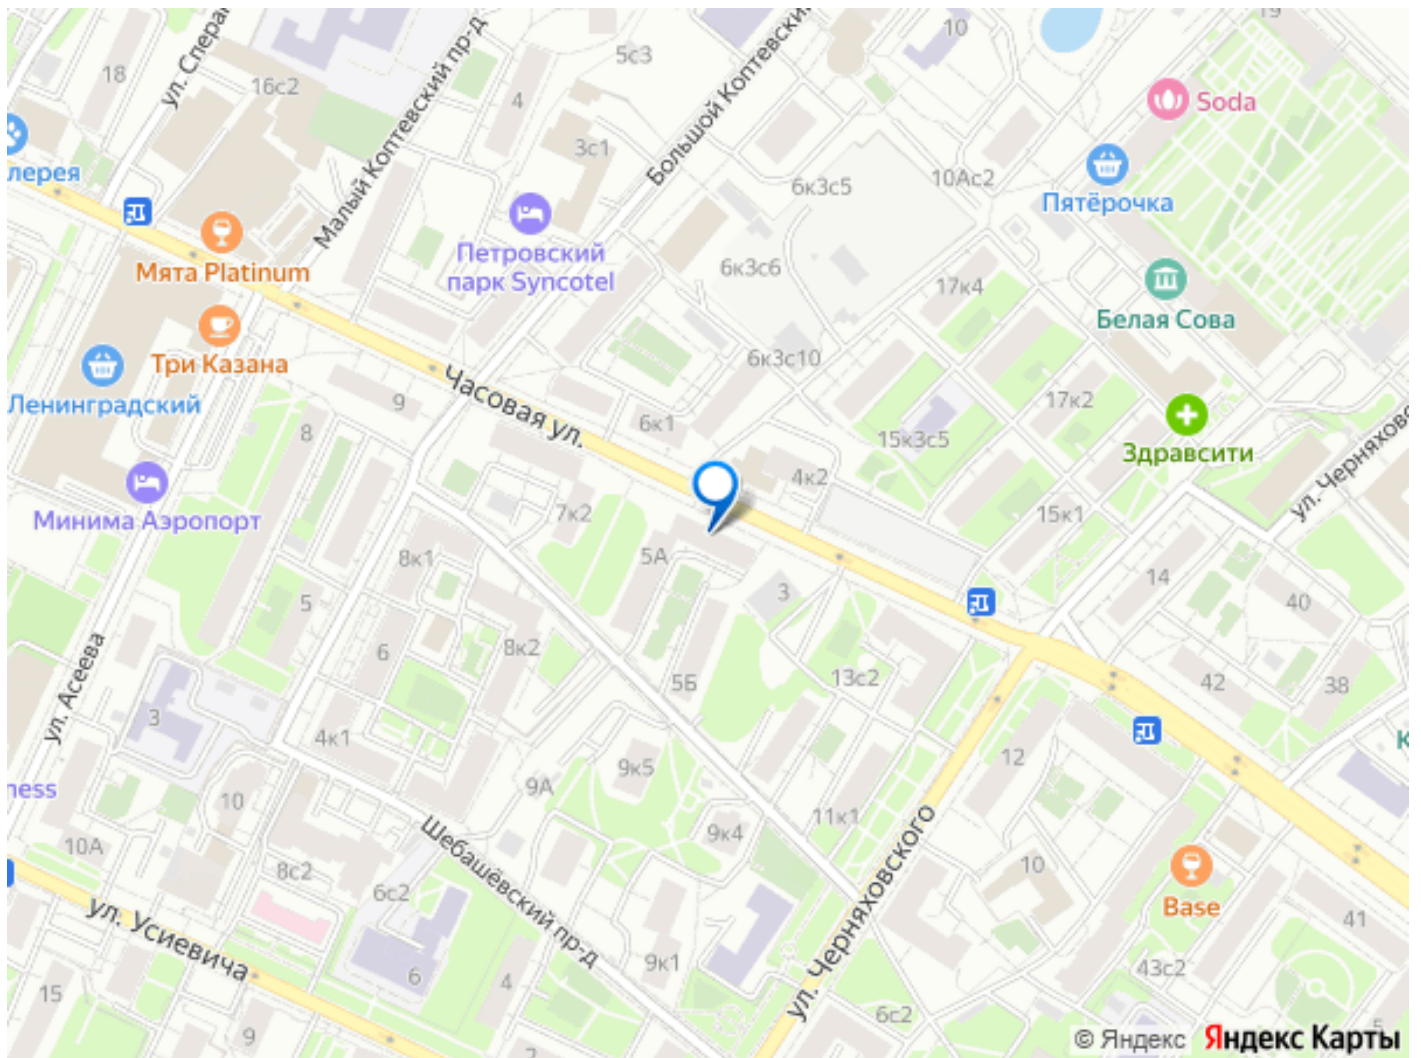 19
10
5с3
ул. Спера
18
16с2
Малый Коптевский пр-д
4
Большой Коптевский
3с1
Soda
лерея
6к3с5
10Ас2
Пятёрочка
Мята Platinum
Петровский
парк Syncotel
6к3с6
17к4
Белая Сова
Три Казана
6к3с10
Ленинградский
9
Часовая ул.
6к1
17к2
15к3с5
Здравсити
ул. Черняховс
8
4к2
Минима Аэропорт
7к2
15к1
8к1
5А
14
3
5
40
6
8к2
ул. Асеева
5Б
13с2
42
38
3
4к1
9к5
12
К
ness
10
9А
11к1
9к4
10А
Шебашёвский пр-д
8с2
6с2
10
ул. Черняховского
Base
ул. Усиевича
41
6
4
9к1
43с2
15
9
6с2
5
2
© Яндекс Яндекс Карты